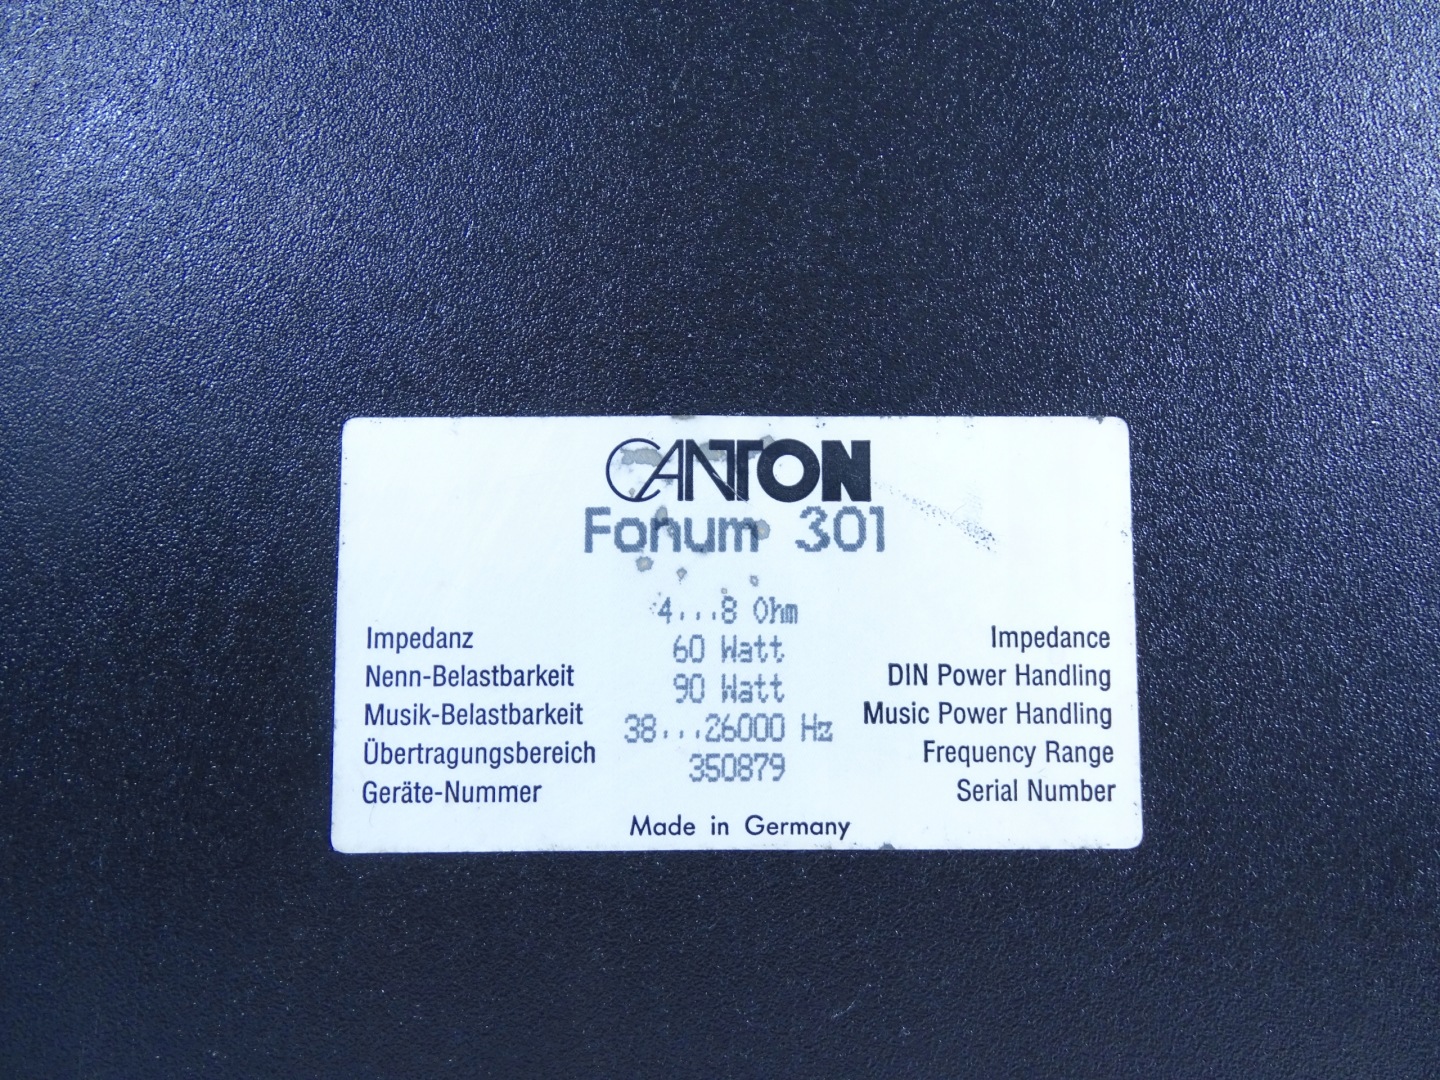 CANTON
Fonum 301
4...8 Ohm
Impedanz 60 Watt Impedance
Nenn-Belastbarkeit 90 Watt DIN Power Handling
Musik-Belastbarkeit 38...26000 Hz Music Power Handling
Übertragungsbereich 350879 Frequency Range
Geräte-Nummer Serial Number
Made in Germany